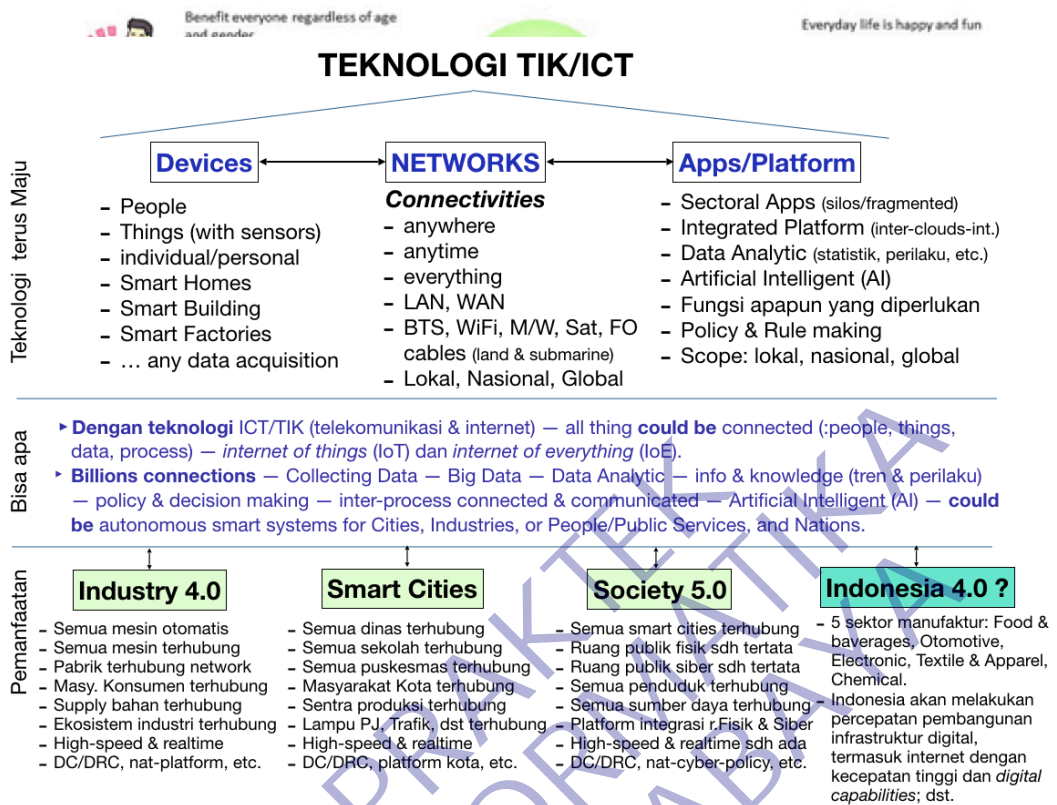 Benefit everyone regardless of age
and gender
Everyday life is happy and fun
TEKNOLOGI TIK/ICT
Teknologi terus Maju
Devices
– People
– Things (with sensors)
– individual/personal
– Smart Homes
– Smart Building
– Smart Factories
– … any data acquisition
NETWORKS
Connectivities
– anywhere
– anytime
– everything
– LAN, WAN
– BTS, WiFi, M/W, Sat, FO
cables (land & submarine)
– Lokal, Nasional, Global
Apps/Platform
– Sectoral Apps (silos/fragmented)
– Integrated Platform (inter-clouds-int.)
– Data Analytic (statistik, perilaku, etc.)
– Artificial Intelligent (AI)
– Fungsi apapun yang diperlukan
– Policy & Rule making
– Scope: lokal, nasional, global
Bisa apa
‣ Dengan teknologi ICT/TIK (telekomunikasi & internet) — all thing could be connected (:people, things,
data, process) — internet of things (IoT) dan internet of everything (IoE).
‣ Billions connections — Collecting Data — Big Data — Data Analytic — info & knowledge (tren & perilaku)
— policy & decision making — inter-process connected & communicated — Artificial Intelligent (AI) — could
be autonomous smart systems for Cities, Industries, or People/Public Services, and Nations.
Pemanfaatan
Industry 4.0
– Semua mesin otomatis
– Semua mesin terhubung
– Pabrik terhubung network
– Masy. Konsumen terhubung
– Supply bahan terhubung
– Ekosistem industri terhubung
– High-speed & realtime
– DC/DRC, nat-platform, etc.
Smart Cities
– Semua dinas terhubung
– Semua sekolah terhubung
– Semua puskesmas terhubung
– Masyarakat Kota terhubung
– Sentra produksi terhubung
– Lampu PJ, Trafik, dst terhubung
– High-speed & realtime
– DC/DRC, platform kota, etc.
Society 5.0
– Semua smart cities terhubung
– Ruang publik fisik sdh tertata
– Ruang publik siber sdh tertata
– Semua penduduk terhubung
– Semua sumber daya terhubung
– Platform integrasi r.Fisik & Siber
– High-speed & realtime sdh ada
– DC/DRC, nat-cyber-policy, etc.
Indonesia 4.0 ?
– 5 sektor manufaktur: Food &
baverages, Otomotive,
Electronic, Textile & Apparel,
Chemical.
– Indonesia akan melakukan
percepatan pembangunan
infrastruktur digital,
termasuk internet dengan
kecepatan tinggi dan digital
capabilities; dst.
PRAKTEK